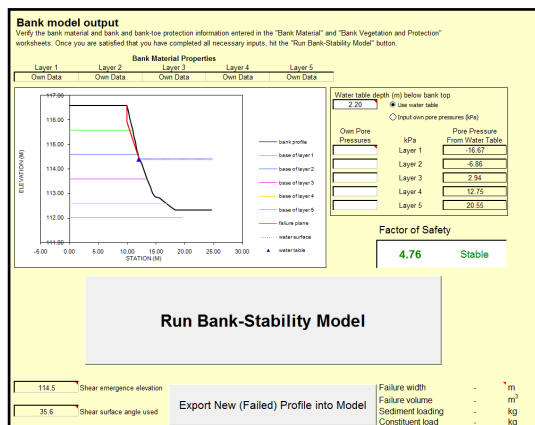 Bank model output
Verify the bank material and bank and bank-toe protection information entered in the "Bank Material" and "Bank Vegetation and Protection"
worksheets. Once you are satisfied that you have completed all necessary inputs, hit the "Run Bank-Stability Model" button.
Bank Material Properties
Layer 1 Layer 2 Layer 3 Layer 4 Layer 5
Own Data Own Data Own Data Own Data Own Data
Water table depth (m) below bank top
2.20 Use water table
Input own pore pressures (kPa)
Own Pore Pressures kPa Pore Pressure From Water Table
Layer 1 -16.67
Layer 2 -6.86
Layer 3 2.94
Layer 4 12.75
Layer 5 20.55
117.00
116.00
115.00
114.00
113.00
112.00
111.00
ELEVATION (M)
-5.00 0.00 5.00 10.00 15.00 20.00 25.00 30.00
STATION (M)
bank profile
base of layer 1
base of layer 2
base of layer 3
base of layer 4
base of layer 5
failure plane
water surface
water table
Factor of Safety
4.76 Stable
Run Bank-Stability Model
114.5 Shear emergence elevation
35.6 Shear surface angle used
Export New (Failed) Profile into Model
Failure width - m
Failure volume - m³
Sediment loading - kg
Constituent load - kg